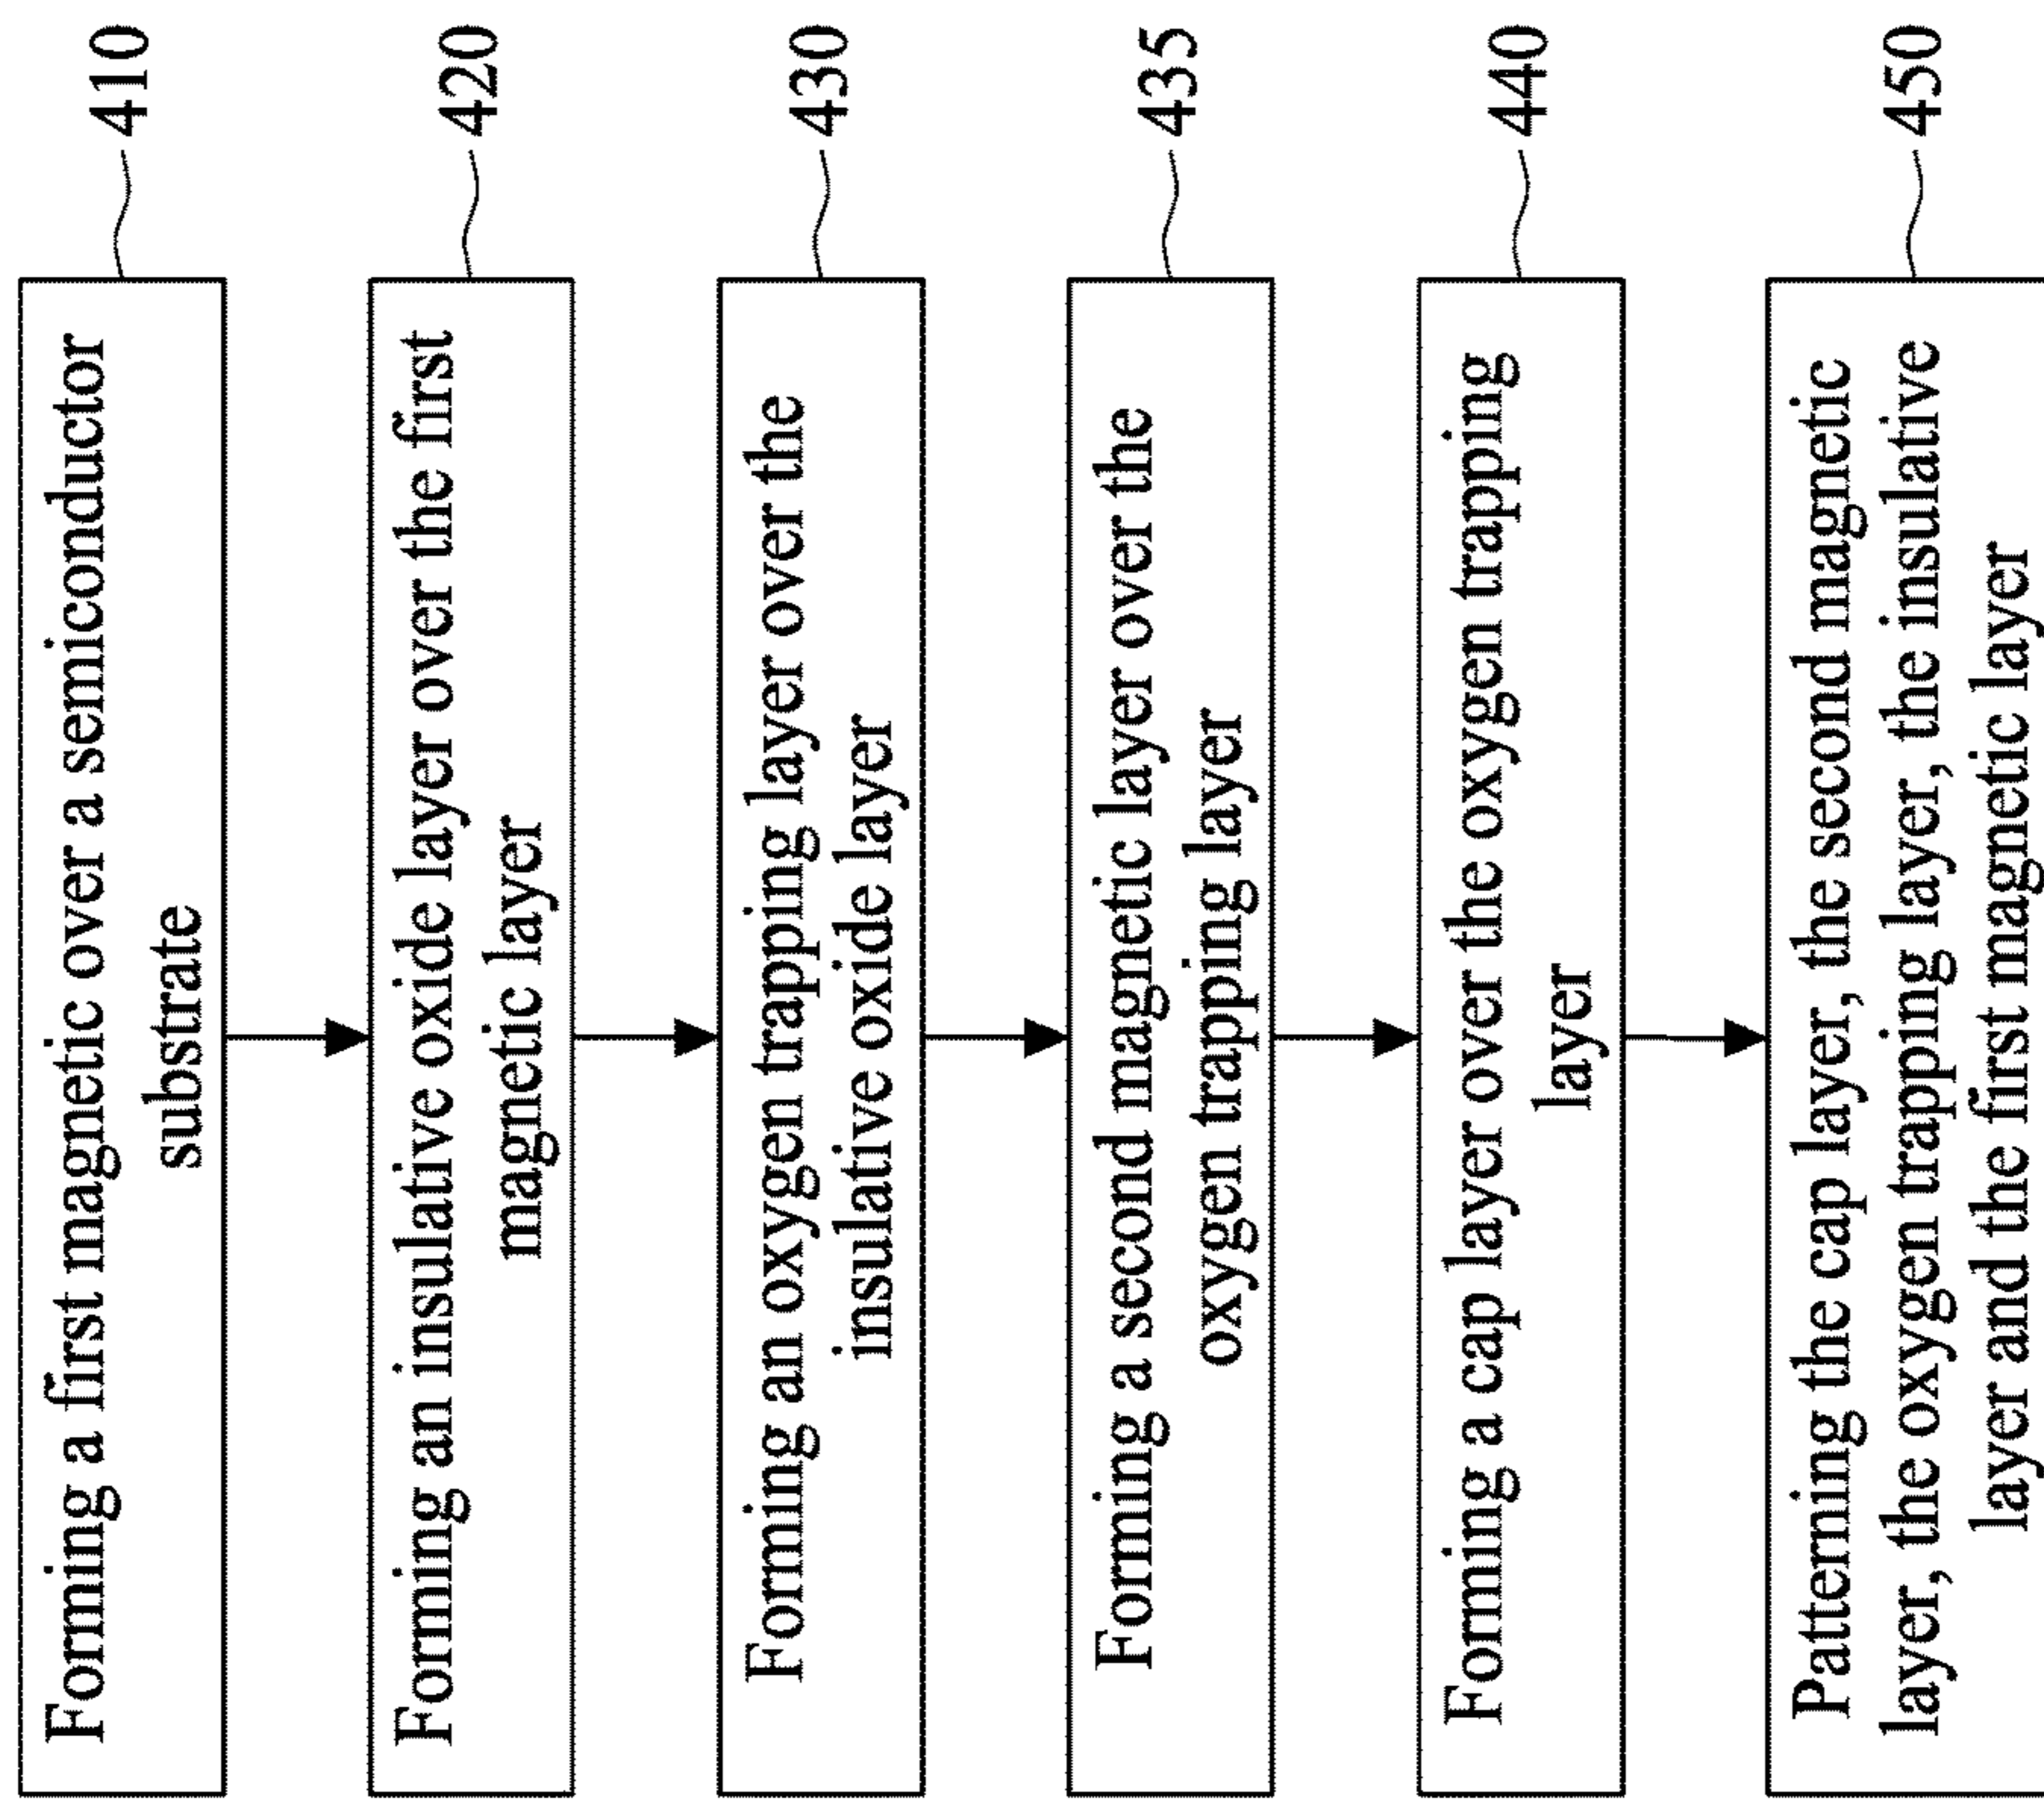 Forming a first magnetic over a semiconductor
substrate
410
Forming an insulative oxide layer over the first
magnetic layer
420
Forming an oxygen trapping layer over the
insulative oxide layer
430
Forming a second magnetic layer over the
oxygen trapping layer
435
Forming a cap layer over the oxygen trapping
layer
440
Patterning the cap layer, the second magnetic
layer, the oxygen trapping layer, the insulative
layer and the first magnetic layer
450